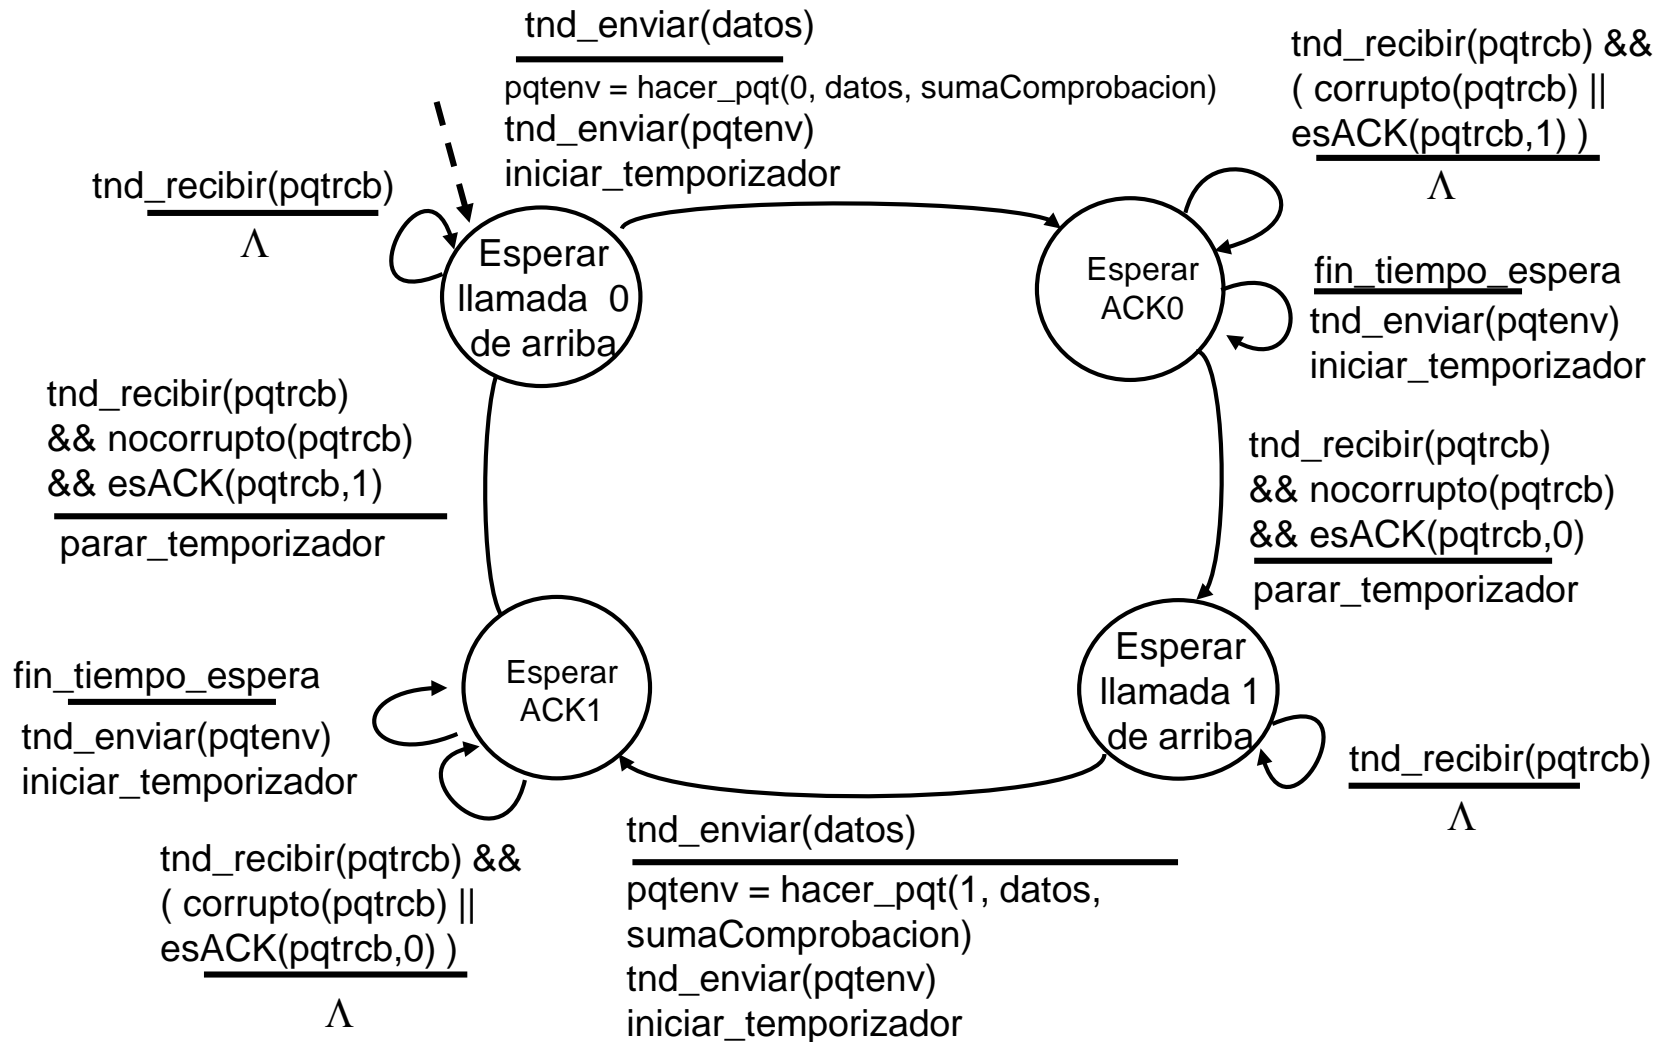 tnd_enviar(datos)
pqtenv = hacer_pqt(0, datos, sumaComprobacion)
tnd_enviar(pqtenv)
iniciar_temporizador
tnd_recibir(pqtrcb) &&
( corrupto(pqtrcb) ||
esACK(pqtrcb,1) )
Λ
tnd_recibir(pqtrcb)
Λ
Esperar
llamada 0
de arriba
Esperar
ACK0
fin_tiempo_espera
tnd_enviar(pqtenv)
iniciar_temporizador
tnd_recibir(pqtrcb)
&& nocorrupto(pqtrcb)
&& esACK(pqtrcb,1)
parar_temporizador
tnd_recibir(pqtrcb)
&& nocorrupto(pqtrcb)
&& esACK(pqtrcb,0)
parar_temporizador
fin_tiempo_espera
tnd_enviar(pqtenv)
iniciar_temporizador
Esperar
ACK1
Esperar
llamada 1
de arriba
tnd_recibir(pqtrcb)
Λ
tnd_recibir(pqtrcb) &&
( corrupto(pqtrcb) ||
esACK(pqtrcb,0) )
Λ
tnd_enviar(datos)
pqtenv = hacer_pqt(1, datos,
sumaComprobacion)
tnd_enviar(pqtenv)
iniciar_temporizador